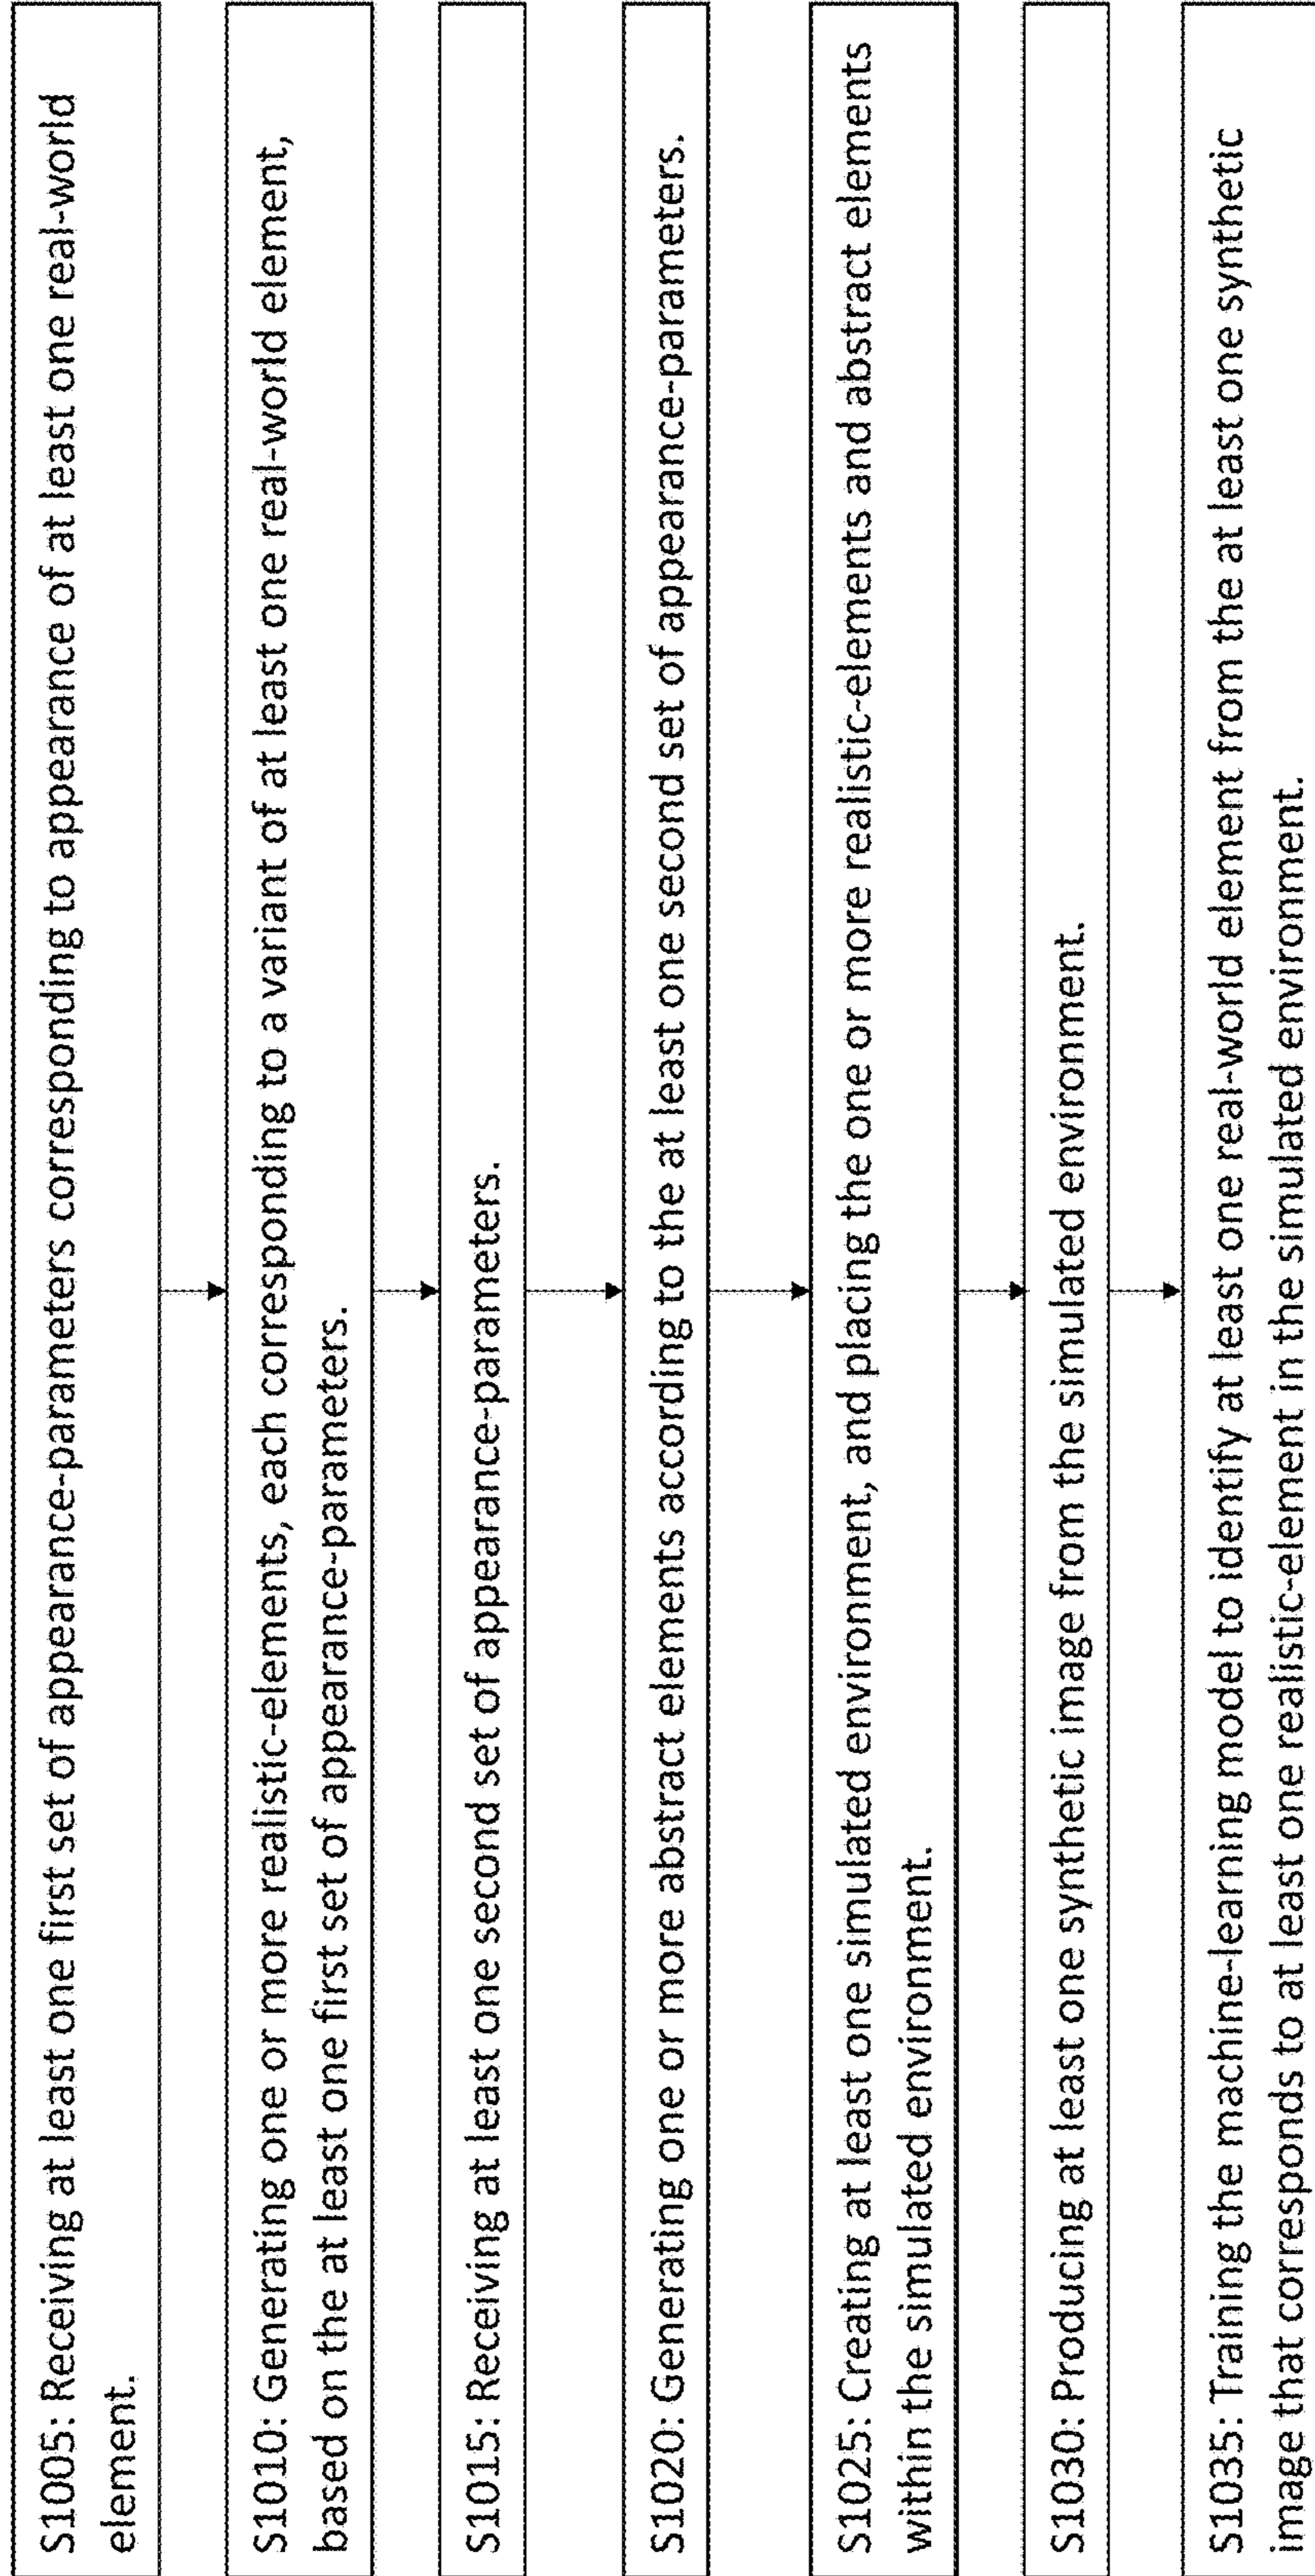 S1005: Receiving at least one first set of appearance-parameters corresponding to appearance of at least one real-world
element.
S1010: Generating one or more realistic-elements, each corresponding to a variant of at least one real-world element,
based on the at least one first set of appearance-parameters.
S1015: Receiving at least one second set of appearance-parameters.
S1020: Generating one or more abstract elements according to the at least one second set of appearance-parameters.
S1025: Creating at least one simulated environment, and placing the one or more realistic-elements and abstract elements
within the simulated environment.
S1030: Producing at least one synthetic image from the simulated environment.
S1035: Training the machine-learning model to identify at least one real-world element from the at least one synthetic
image that corresponds to at least one realistic-element in the simulated environment.